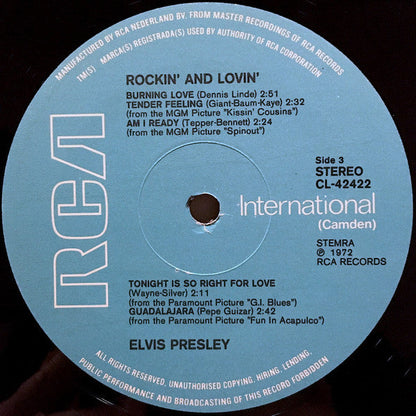 MANUFACTURED BY RCA NEDERLAND BV. FROM MASTER RECORDINGS OF RCA RECORDS
TM(S) ® MARCA(S) REGISTRADA(S) USED BY AUTHORITY OF RCA CORPORATION
ROCKIN' AND LOVIN'
BURNING LOVE (Dennis Linde) 2:51
TENDER FEELING (Giant-Baum-Kaye) 2:32
(from the MGM Picture "Kissin' Cousins")
AM I READY (Tepper-Bennett) 2:24
(from the MGM Picture "Spinout")
Side 3
STEREO
CL-42422
RCA
International
(Camden)
STEMRA
℗ 1972
RCA RECORDS
TONIGHT IS SO RIGHT FOR LOVE
(Wayne-Silver) 2:11
(from the Paramount Picture "G.I. Blues")
GUADALAJARA (Pepe Guizar) 2:42
(from the Paramount Picture "Fun In Acapulco")
ELVIS PRESLEY
ALL RIGHTS RESERVED, UNAUTHORISED COPYING, HIRING, LENDING,
PUBLIC PERFORMANCE AND BROADCASTING OF THIS RECORD FORBIDDEN